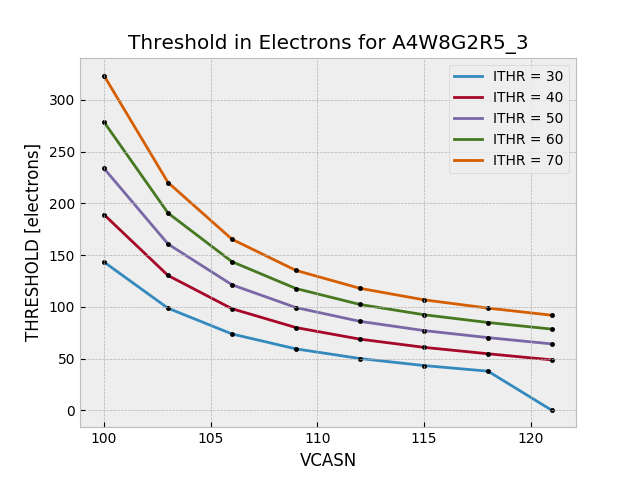 Threshold in Electrons for A4W8G2R5_3
THRESHOLD [electrons]
300
250
200
150
100
50
0
ITHR = 30
ITHR = 40
ITHR = 50
ITHR = 60
ITHR = 70
100 105 110 115 120
VCASN